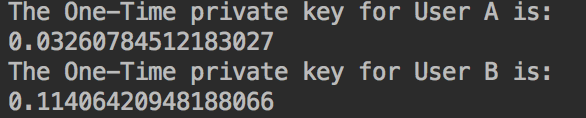 The One-Time private key for User A is:
0.03260784512183027
The One-Time private key for User B is:
0.11406420948188066